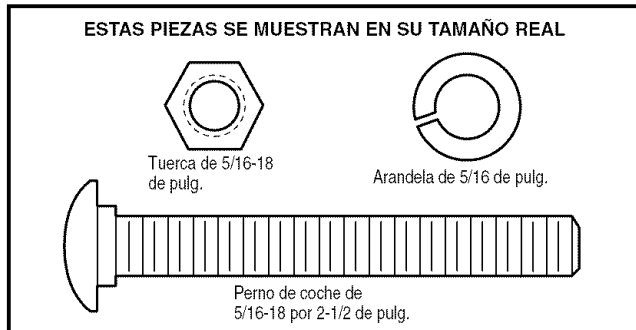 ESTAS PIEZAS SE MUESTRAN EN SU TAMAÑO REAL
Tuerca de 5/16-18
de pulg.
Arandela de 5/16 de pulg.
Perno de coche de
5/16-18 por 2-1/2 de pulg.